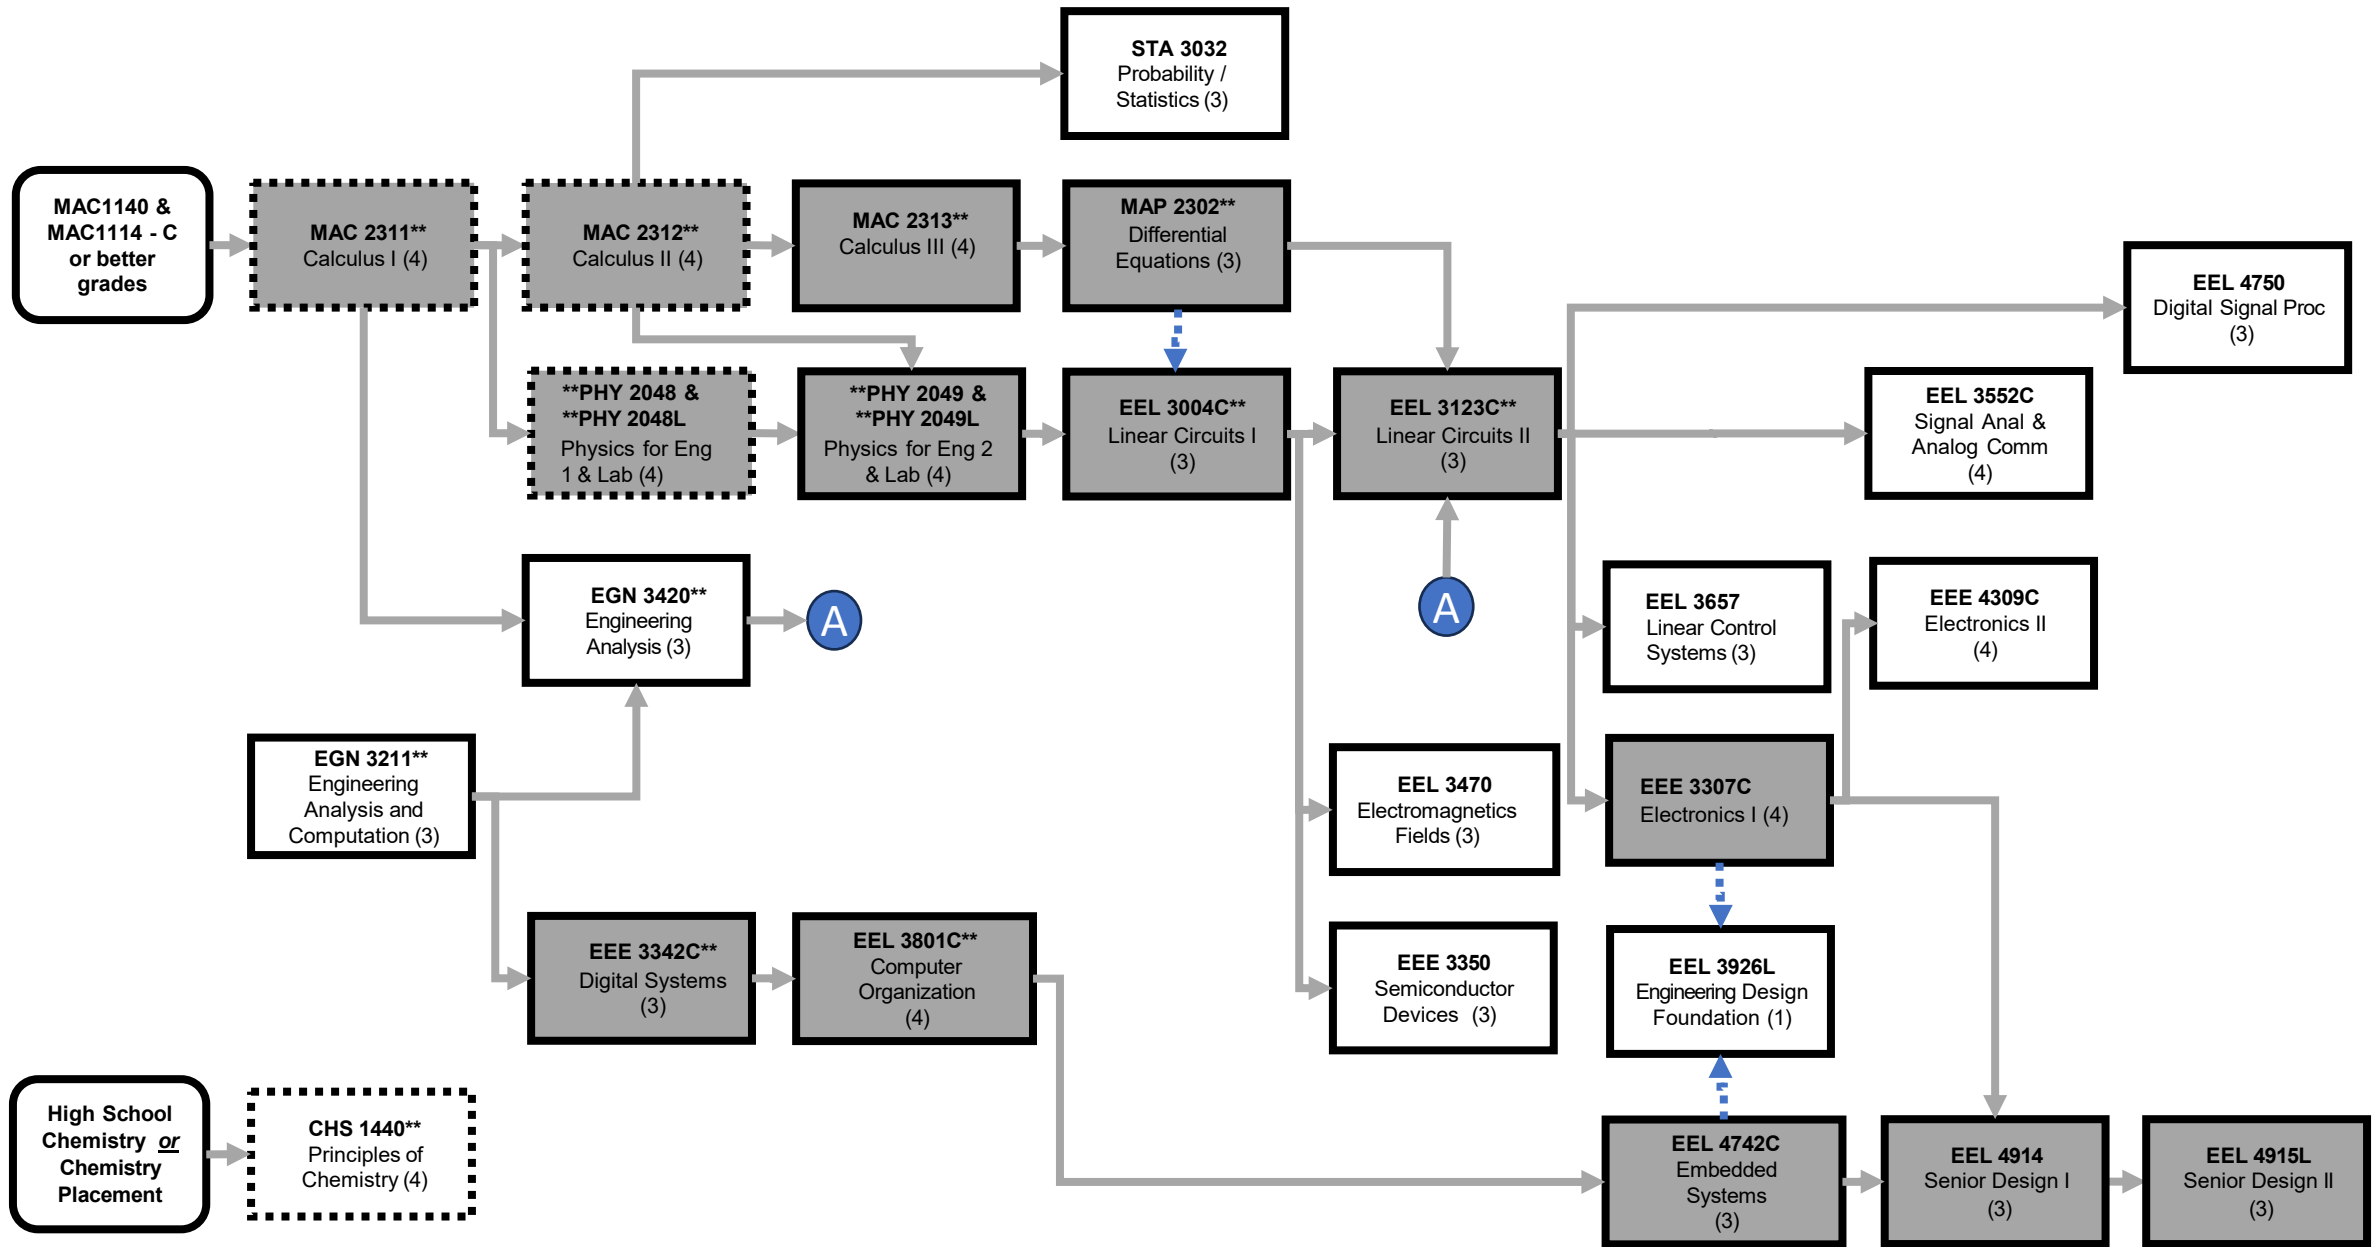 STA 3032
Probability /
Statistics (3)
MAC1140 &
MAC1114 - C
or better
grades
MAC 2311**
Calculus I (4)
MAC 2312**
Calculus II (4)
MAC 2313**
Calculus III (4)
MAP 2302**
Differential
Equations (3)
EEL 4750
Digital Signal Proc
(3)
**PHY 2048 &
**PHY 2048L
Physics for Eng
1 & Lab (4)
**PHY 2049 &
**PHY 2049L
Physics for Eng 2
& Lab (4)
EEL 3004C**
Linear Circuits I
(3)
EEL 3123C**
Linear Circuits II
(3)
EEL 3552C
Signal Anal &
Analog Comm
(4)
EGN 3420**
Engineering
Analysis (3)
A
A
EEL 3657
Linear Control
Systems (3)
EEE 4309C
Electronics II
(4)
EGN 3211**
Engineering
Analysis and
Computation (3)
EEL 3470
Electromagnetics
Fields (3)
EEE 3307C
Electronics I (4)
EEE 3342C**
Digital Systems
(3)
EEL 3801C**
Computer
Organization
(4)
EEE 3350
Semiconductor
Devices (3)
EEL 3926L
Engineering Design
Foundation (1)
High School
Chemistry or
Chemistry
Placement
CHS 1440**
Principles of
Chemistry (4)
EEL 4742C
Embedded
Systems
(3)
EEL 4914
Senior Design I
(3)
EEL 4915L
Senior Design II
(3)